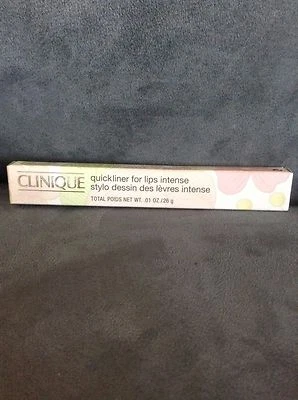 CLINIQUE
quickliner for lips intense
stylo dessin des lèvres intense
TOTAL POIDS NET WT. .01 OZ./26 g